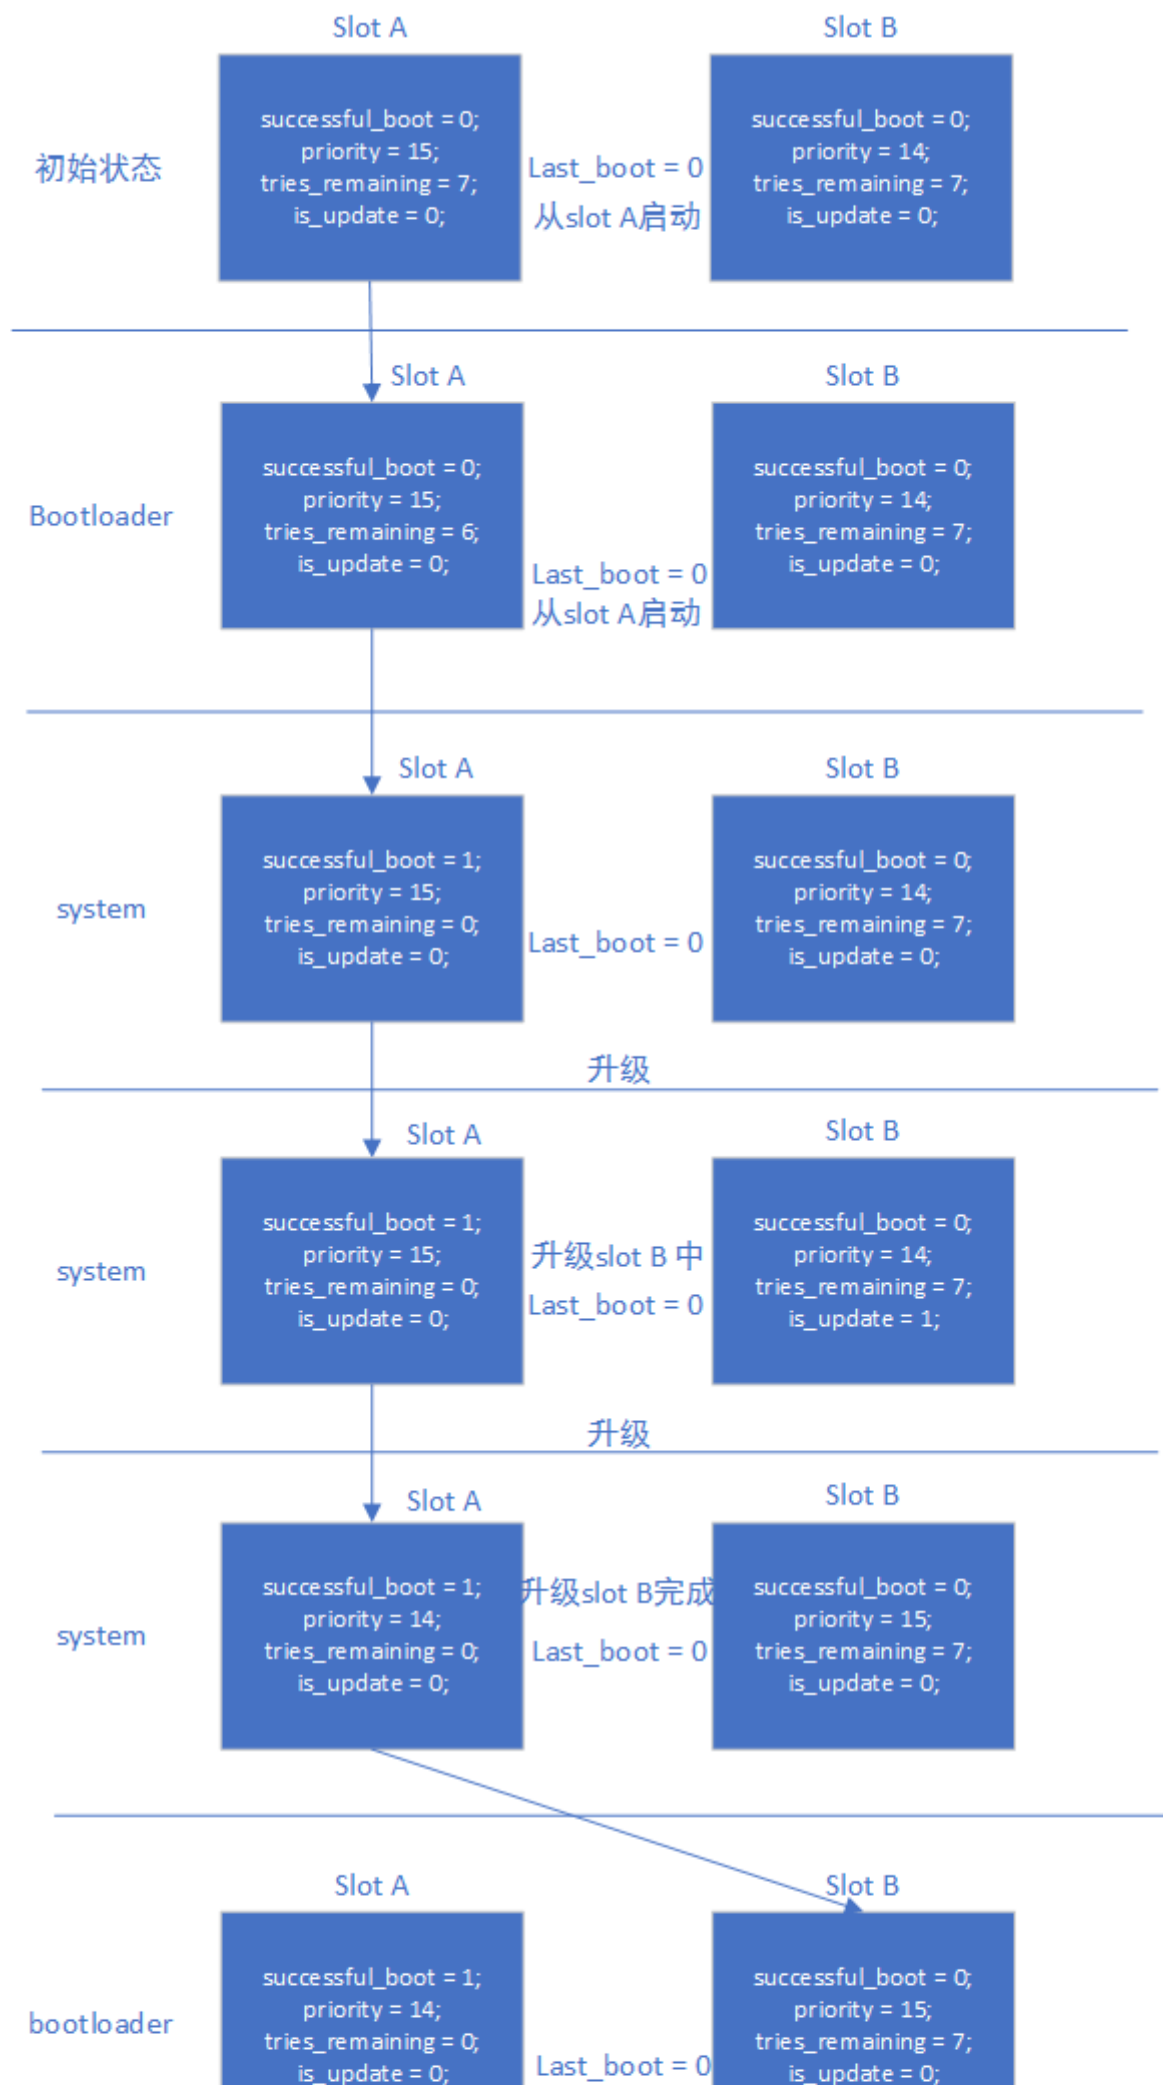 Slot A
Slot B
初始状态
successful_boot = 0;
priority = 15;
tries_remaining = 7;
is_update = 0;
Last_boot = 0
从slot A启动
successful_boot = 0;
priority = 14;
tries_remaining = 7;
is_update = 0;
Slot A
Slot B
Bootloader
successful_boot = 0;
priority = 15;
tries_remaining = 6;
is_update = 0;
Last_boot = 0
从slot A启动
successful_boot = 0;
priority = 14;
tries_remaining = 7;
is_update = 0;
Slot A
Slot B
system
successful_boot = 1;
priority = 15;
tries_remaining = 0;
is_update = 0;
Last_boot = 0
successful_boot = 0;
priority = 14;
tries_remaining = 7;
is_update = 0;
升级
Slot A
Slot B
system
successful_boot = 1;
priority = 15;
tries_remaining = 0;
is_update = 0;
升级slot B 中
Last_boot = 0
successful_boot = 0;
priority = 14;
tries_remaining = 7;
is_update = 1;
升级
Slot A
Slot B
system
successful_boot = 1;
priority = 14;
tries_remaining = 0;
is_update = 0;
升级slot B完成
Last_boot = 0
successful_boot = 0;
priority = 15;
tries_remaining = 7;
is_update = 0;
Slot A
Slot B
bootloader
successful_boot = 1;
priority = 14;
tries_remaining = 0;
is_update = 0;
Last_boot = 0
successful_boot = 0;
priority = 15;
tries_remaining = 7;
is_update = 0;